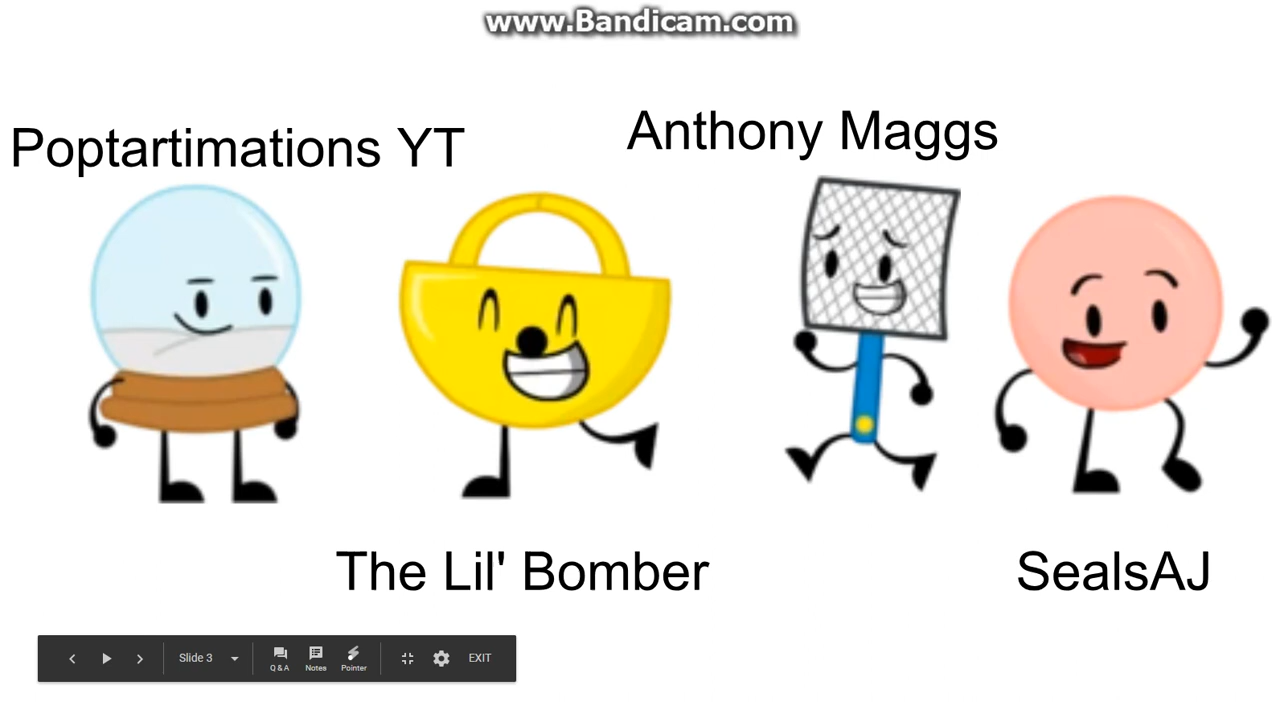 www.Bandicam.com
Poptartimations YT
Anthony Maggs
The Lil' Bomber
SealsAJ
Slide 3
Q & A
Notes
Pointer
EXIT